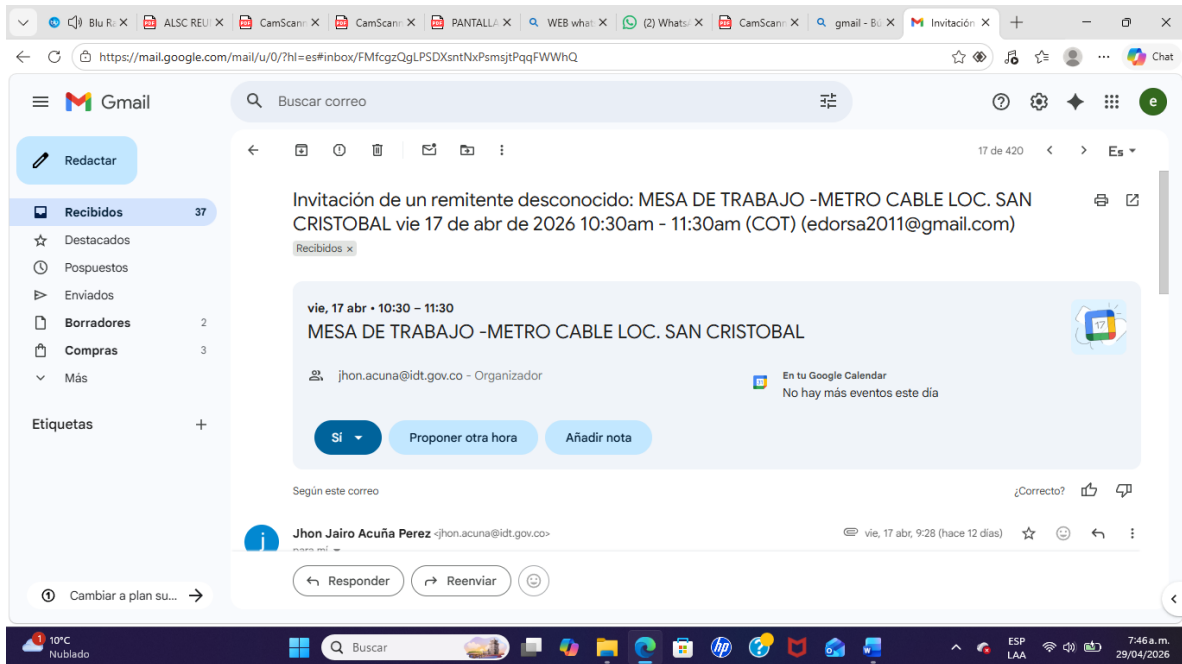 Blu Ra
ALSC REUI
CamScann
CamScann
PANTALLA
WEB what
(2) Whats
CamScann
gmail - Bú
Invitación
https://mail.google.com/mail/u/0/?hl=es#inbox/FMfcgzQgLPSDXsntNxPsmsjtPqqFWWhQ
Chat
Gmail
Buscar correo
e
Redactar
17 de 420
Es
Recibidos 37
Destacados
Pospuestos
Enviados
Borradores 2
Compras 3
Más
Etiquetas
Invitación de un remitente desconocido: MESA DE TRABAJO -METRO CABLE LOC. SAN
CRISTOBAL vie 17 de abr de 2026 10:30am - 11:30am (COT) (edorsa2011@gmail.com)
Recibidos x
vie, 17 abr • 10:30 – 11:30
MESA DE TRABAJO -METRO CABLE LOC. SAN CRISTOBAL
17
jhon.acuna@idt.gov.co - Organizador
En tu Google Calendar
No hay más eventos este día
Sí
Proponer otra hora
Añadir nota
Según este correo
¿Correcto?
j
Jhon Jairo Acuña Perez <jhon.acuna@idt.gov.co>
vie, 17 abr, 9:28 (hace 12 días)
para mí
Responder
Reenviar
Cambiar a plan su...
1
10°C
Nublado
Buscar
ESP
LAA
7:46 a. m.
29/04/2026